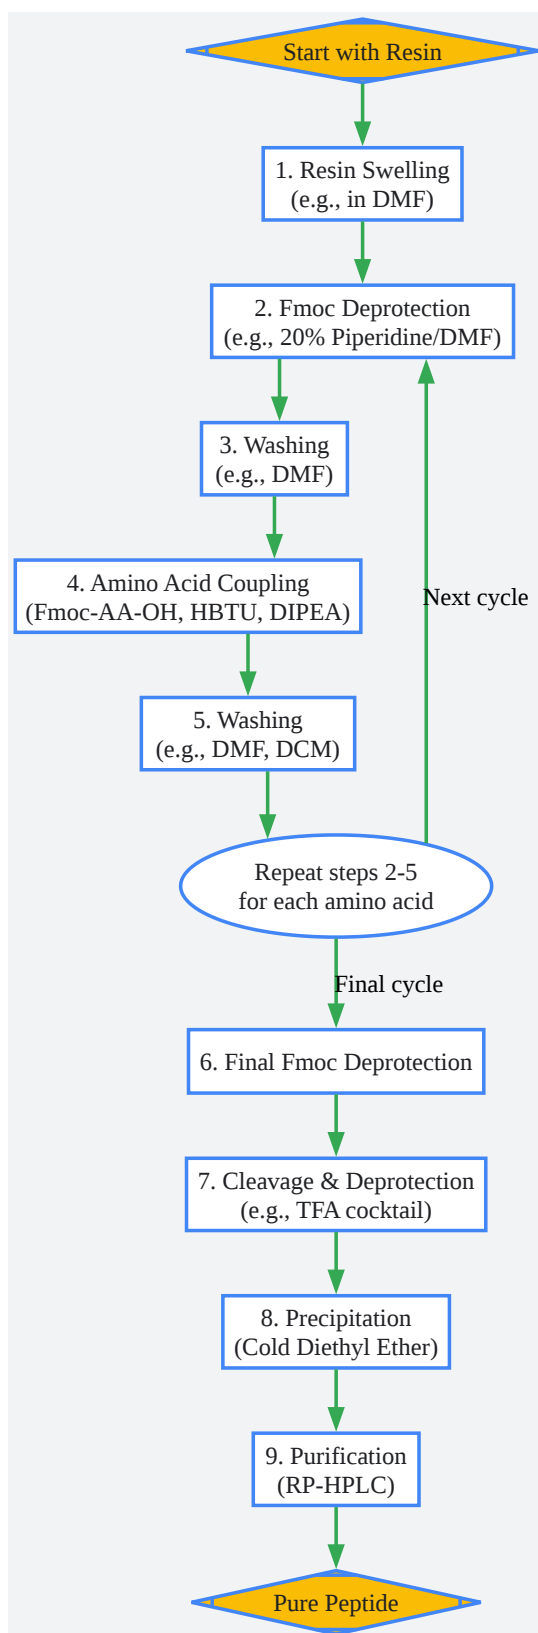 Start with Resin
1. Resin Swelling
(e.g., in DMF)
2. Fmoc Deprotection
(e.g., 20% Piperidine/DMF)
3. Washing
(e.g., DMF)
4. Amino Acid Coupling
(Fmoc-AA-OH, HBTU, DIPEA)
Next cycle
5. Washing
(e.g., DMF, DCM)
Repeat steps 2-5
for each amino acid
Final cycle
6. Final Fmoc Deprotection
7. Cleavage & Deprotection
(e.g., TFA cocktail)
8. Precipitation
(Cold Diethyl Ether)
9. Purification
(RP-HPLC)
Pure Peptide